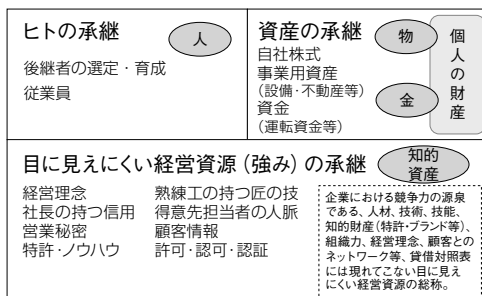 ヒトの承継
人
後継者の選定・育成
従業員
資産の承継
物
自社株式
事業用資産
(設備・不動産等)
資金
(運転資金等)
金
個人の財産
目に見えにくい経営資源(強み)の承継
知的
資産
経営理念
社長の持つ信用
営業秘密
特許・ノウハウ
熟練工の持つ匠の技
得意先担当者の人脈
顧客情報
許可・認可・認証
企業における競争力の源泉
である、人材、技術、技能、
知的財産(特許・ブランド等)、
組織力、経営理念、顧客との
ネットワーク等、貸借対照表
には現れてこない目に見え
にくい経営資源の総称。